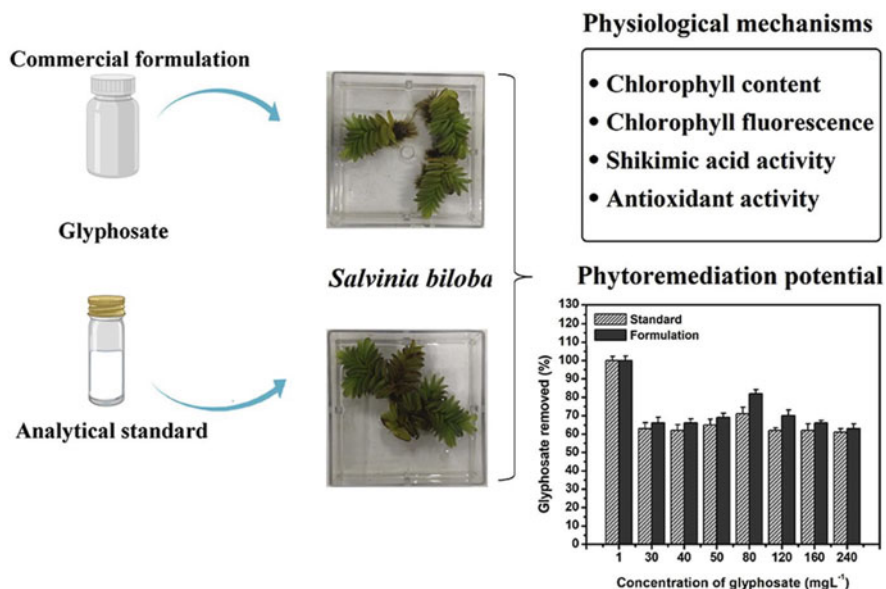 Commercial formulation
Glyphosate
Analytical standard
Salvinia biloba
Physiological mechanisms
• Chlorophyll content
• Chlorophyll fluorescence
• Shikimic acid activity
• Antioxidant activity
Phytoremediation potential
Standard
Formulation
Glyphosate removed (%)
130
120
110
100
90
80
70
60
50
40
30
20
10
0
1 30 40 50 80 120 160 240
Concentration of glyphosate (mgL⁻¹)